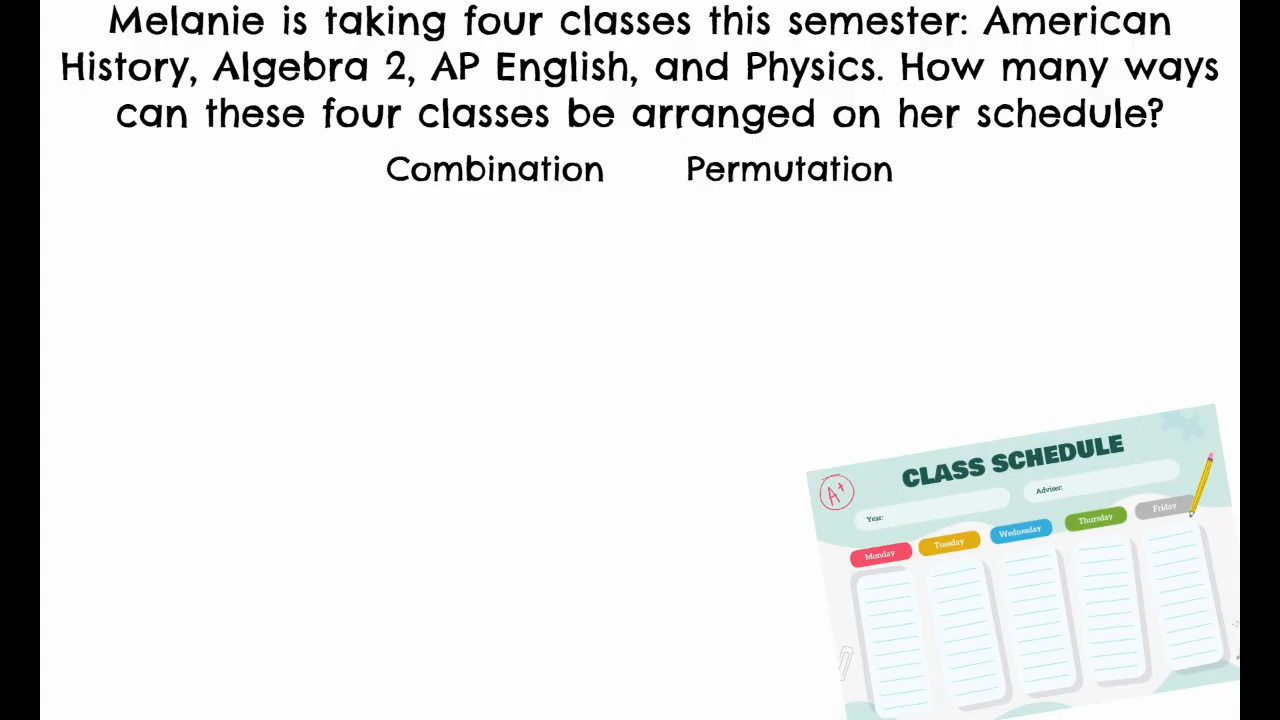 Melanie is taking four classes this semester: American
History, Algebra 2, AP English, and Physics. How many ways
can these four classes be arranged on her schedule?
Combination Permutation
CLASS SCHEDULE
A+
Year:
Adviser:
Monday
Tuesday
Wednesday
Thursday
Friday